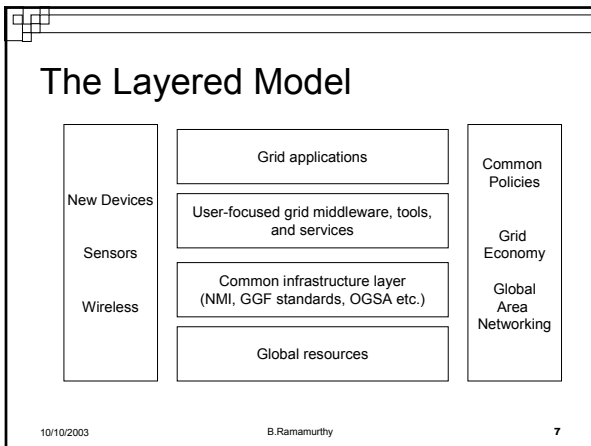 The Layered Model
New Devices
Sensors
Wireless
Grid applications
User-focused grid middleware, tools,
and services
Common infrastructure layer
(NMI, GGF standards, OGSA etc.)
Global resources
Common
Policies
Grid
Economy
Global
Area
Networking
10/10/2003
B.Ramamurthy
7